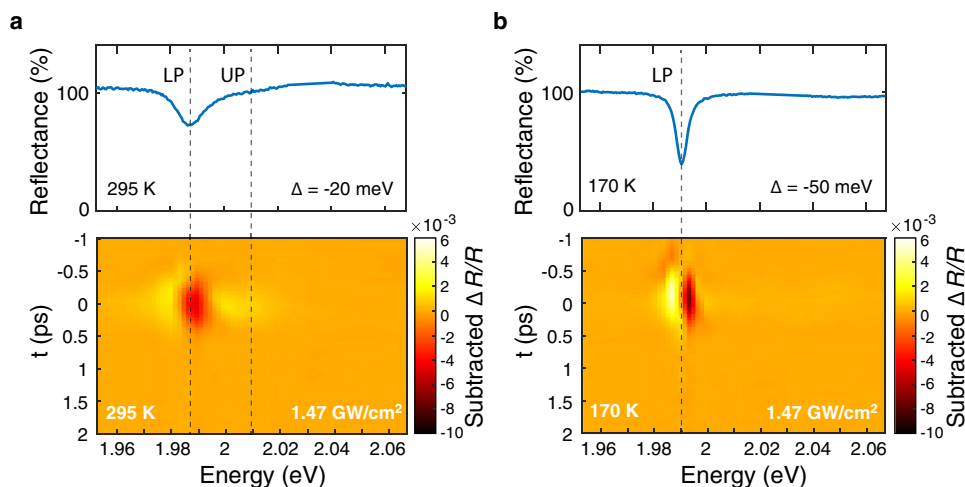 a
Reflectance (%)
100
0
LP
UP
295 K
Δ = -20 meV
t (ps)
-1
-0.5
0
0.5
1
1.5
2
295 K
1.47 GW/cm²
1.96
1.98
2
2.02
2.04
2.06
Energy (eV)
×10⁻³
6
4
2
0
-2
-4
-6
-8
-10
Subtracted Δ R/R
b
Reflectance (%)
100
0
LP
170 K
Δ = -50 meV
t (ps)
-1
-0.5
0
0.5
1
1.5
2
170 K
1.47 GW/cm²
1.96
1.98
2
2.02
2.04
2.06
Energy (eV)
×10⁻³
6
4
2
0
-2
-4
-6
-8
-10
Subtracted Δ R/R